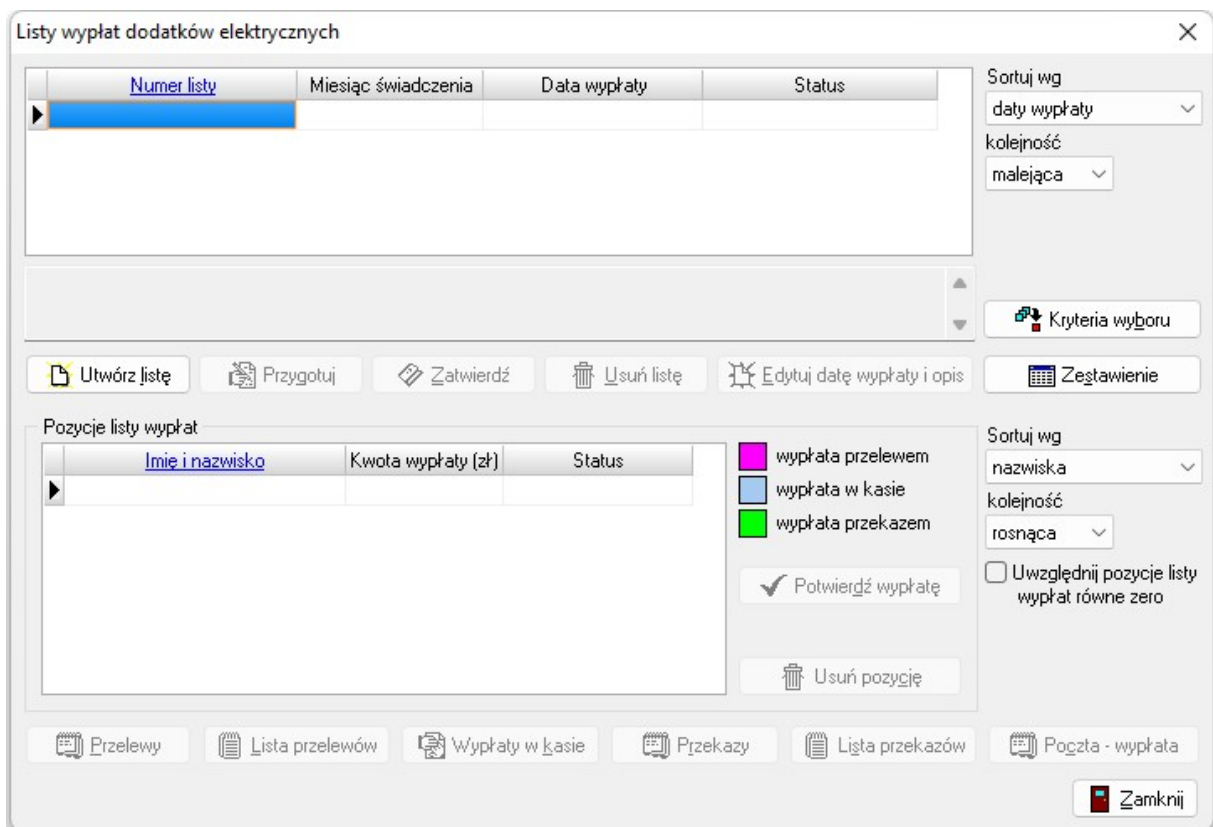 Listy wypłat dodatków elektrycznych
Numer listy Miesiąc świadczenia Data wypłaty Status
Sortuj wg
daty wypłaty
kolejność
malejąca
Kryteria wyboru
Utwórz listę Przygotuj Zatwierdź Usuń listę Edytuj datę wypłaty i opis Zestawienie
Pozycje listy wypłat
Imię i nazwisko Kwota wypłaty (zł) Status
wypłata przelewem
wypłata w kasie
wypłata przekazem
Potwierdź wypłatę
Usuń pozycję
Sortuj wg
nazwiska
kolejność
rosnąca
Uwzględnij pozycje listy
wypłat równe zero
Przelewy Lista przelewów Wypłaty w kasie Przekazy Lista przekazów Poczta - wypłata
Zamknij